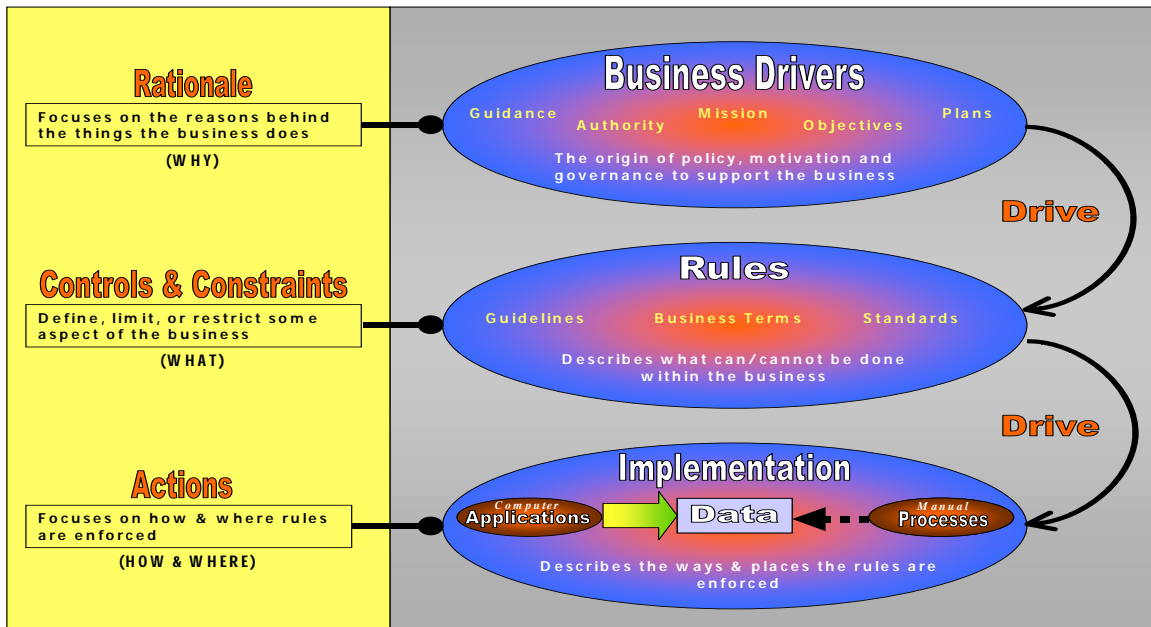 Rationale
Focuses on the reasons behind
the things the business does
(WHY)
Business Drivers
Guidance
Authority
Mission
Objectives
Plans
The origin of policy, motivation and
governance to support the business
Drive
Controls & Constraints
Define, limit, or restrict some
aspect of the business
(WHAT)
Rules
Guidelines
Business Terms
Standards
Describes what can/cannot be done
within the business
Drive
Actions
Focuses on how & where rules
are enforced
(HOW & WHERE)
Implementation
Computer
Applications
Data
Manual
Processes
Describes the ways & places the rules are
enforced